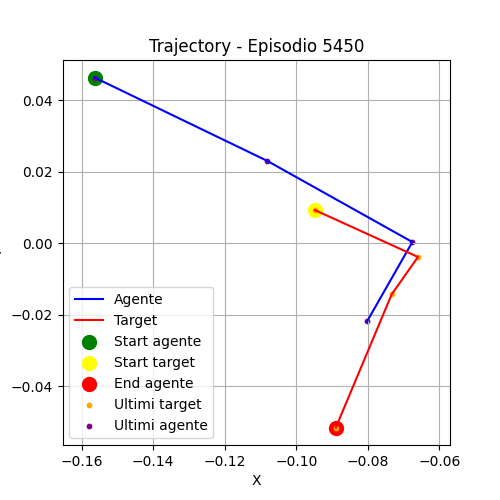 Trajectory - Episodio 5450
0.04
0.02
0.00
−0.02
−0.04
Agente
Target
Start agente
Start target
End agente
Ultimi target
Ultimi agente
−0.16
−0.14
−0.12
−0.10
−0.08
−0.06
X